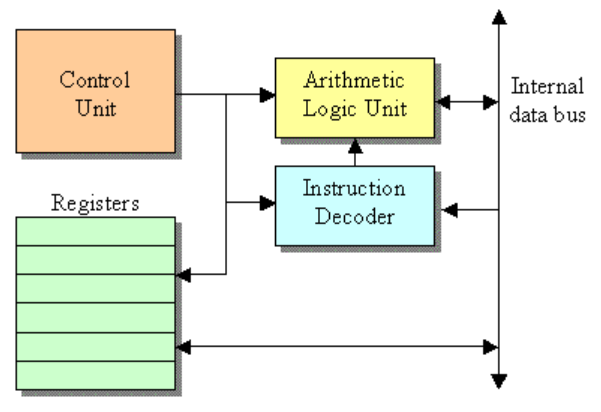 Control
Unit
Arithmetic
Logic Unit
Internal
data bus
Instruction
Decoder
Registers